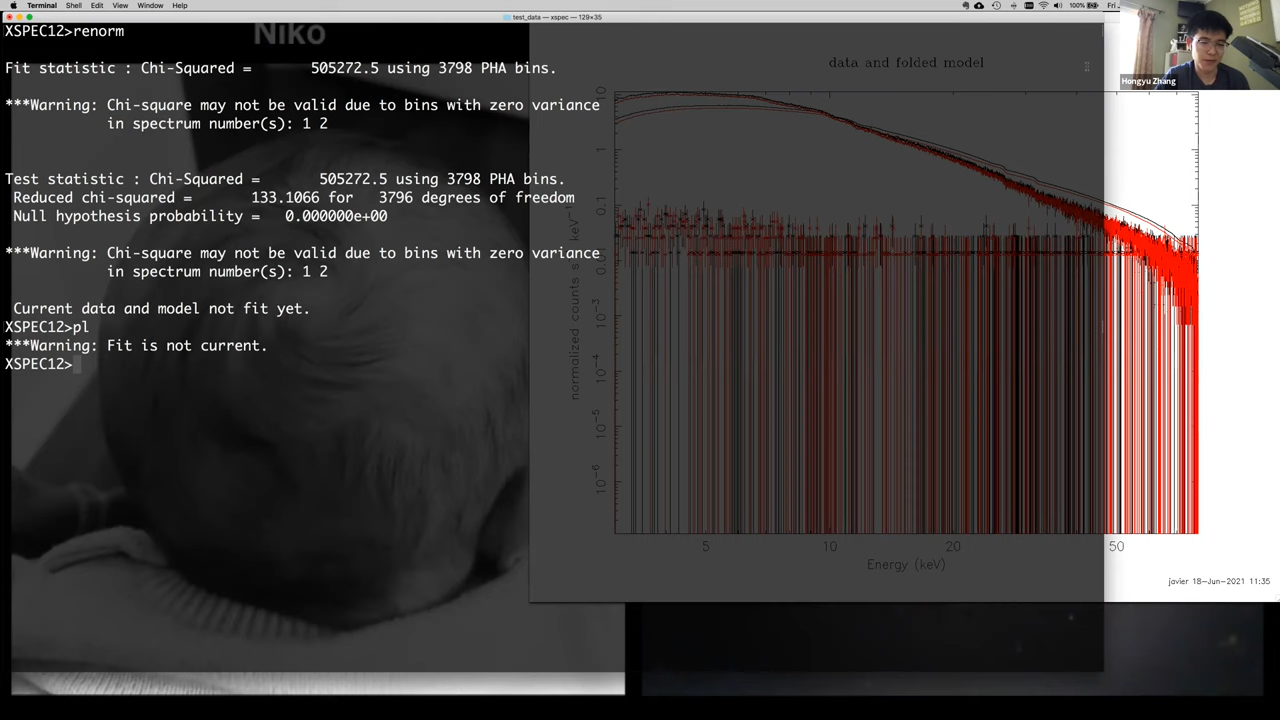 Terminal Shell Edit View Window Help
100% Fri
test_data — xspec — 129×35
XSPEC12>renorm
Niko
Fit statistic : Chi-Squared = 505272.5 using 3798 PHA bins.
***Warning: Chi-square may not be valid due to bins with zero variance
in spectrum number(s): 1 2
Test statistic : Chi-Squared = 505272.5 using 3798 PHA bins.
Reduced chi-squared = 133.1066 for 3796 degrees of freedom
Null hypothesis probability = 0.000000e+00
***Warning: Chi-square may not be valid due to bins with zero variance
in spectrum number(s): 1 2
Current data and model not fit yet.
XSPEC12>pl
***Warning: Fit is not current.
XSPEC12>
data and folded model
normalized counts s⁻¹ keV⁻¹
10
1
0.1
0.01
10⁻³
10⁻⁴
10⁻⁵
10⁻⁶
5
10
20
50
Energy (keV)
javier 18-Jun-2021 11:35
Hongyu Zhang